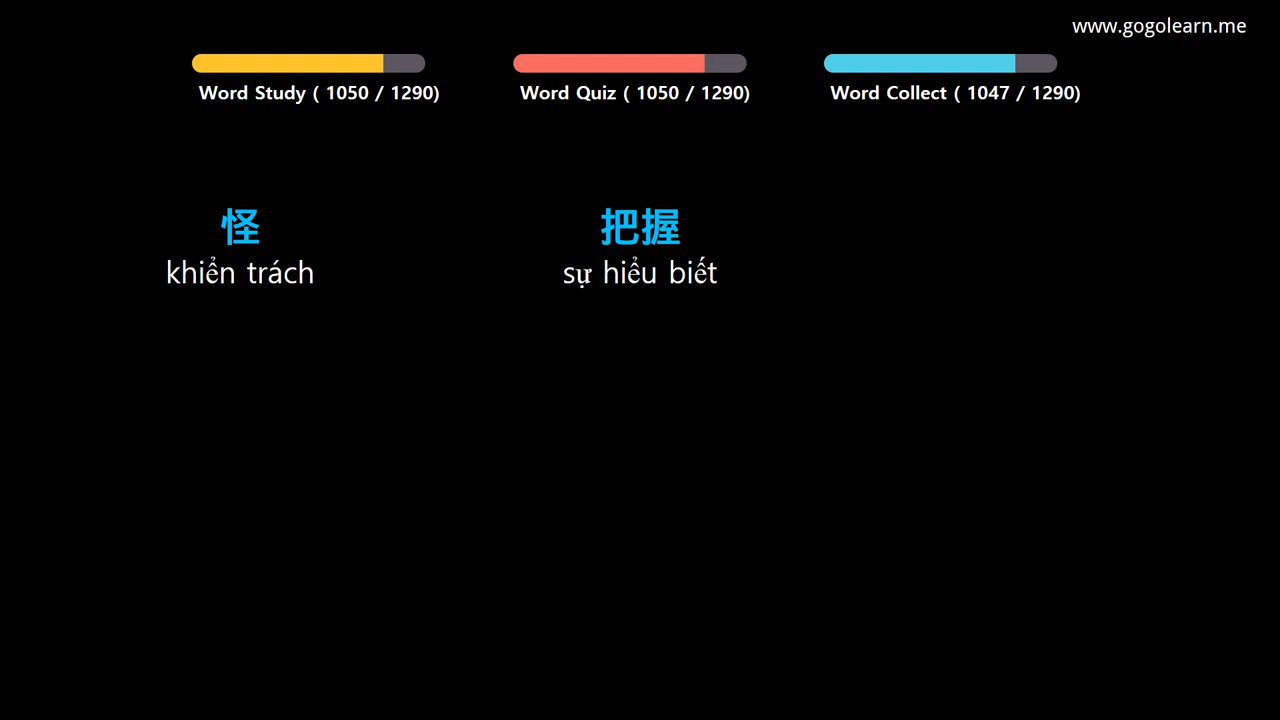 www.gogolearn.me
Word Study ( 1050 / 1290)
Word Quiz ( 1050 / 1290)
Word Collect ( 1047 / 1290)
怪
khiển trách
把握
sự hiểu biết